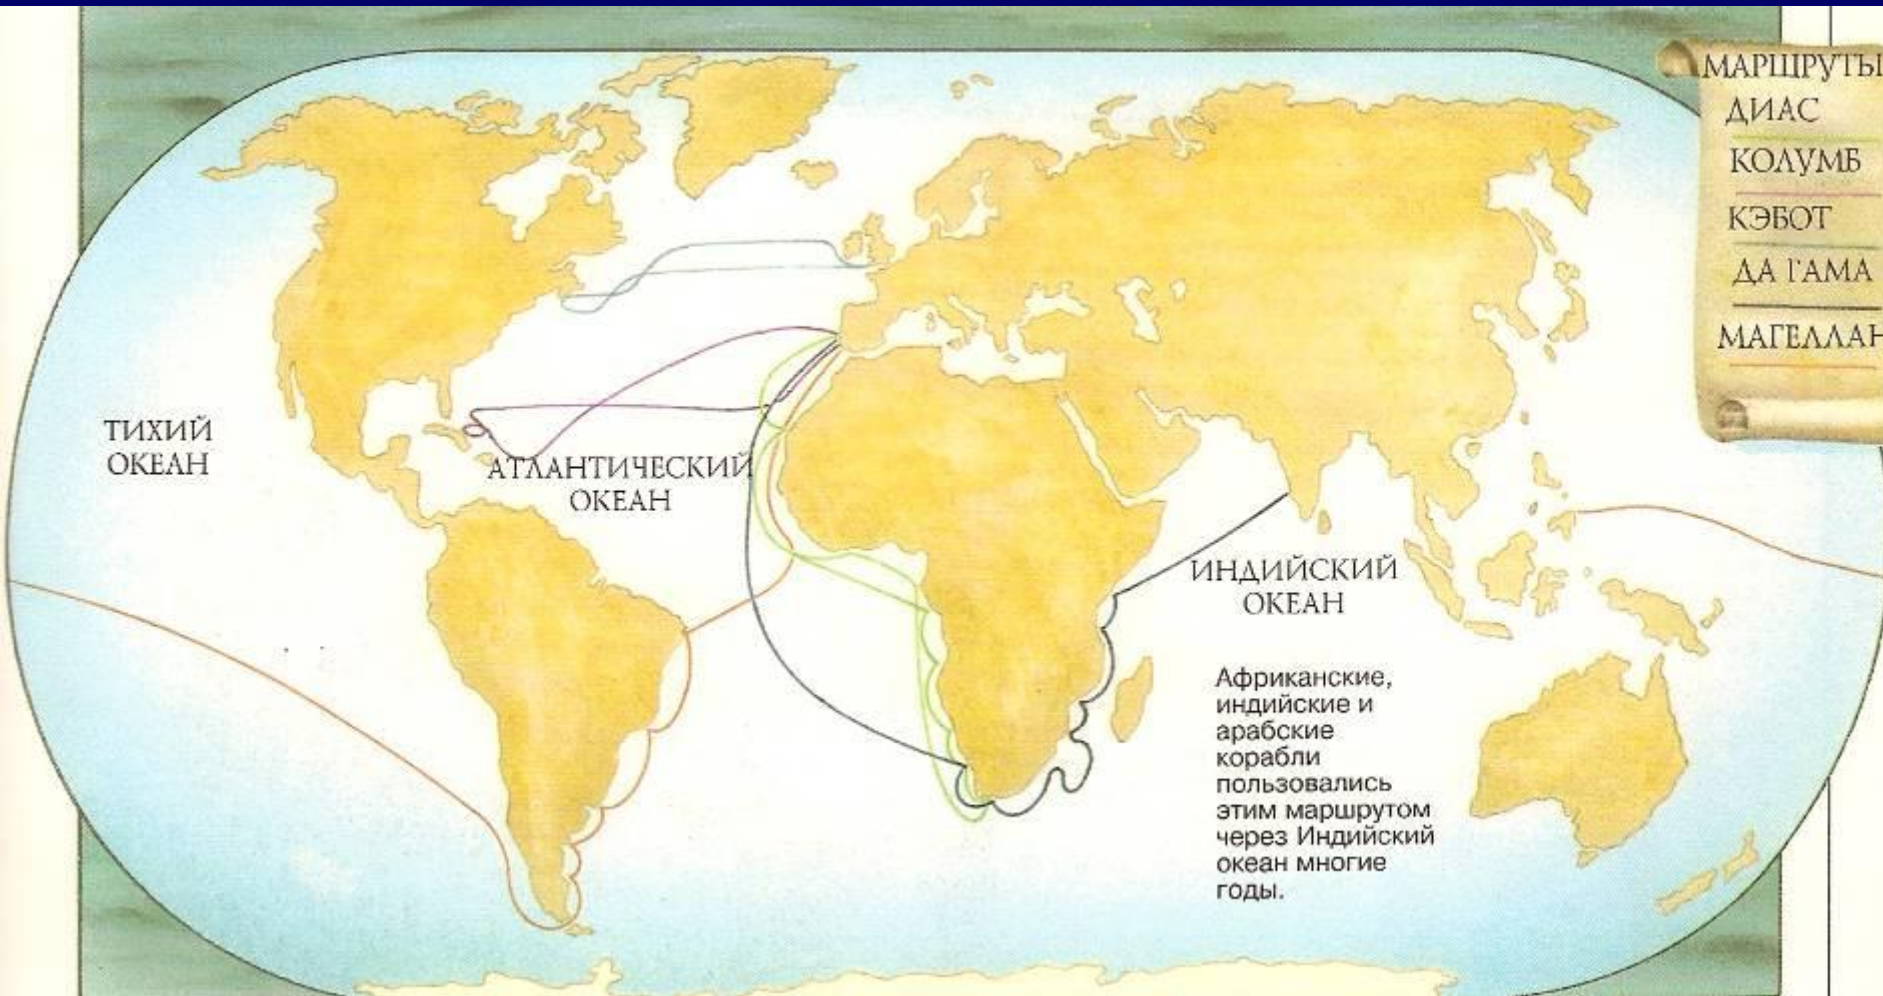 МАРШРУТЫ
ДИАС
КОЛУМБ
КЭБОТ
ДА ГАМА
МАГЕЛЛАН
ТИХИЙ
ОКЕАН
АТЛАНТИЧЕСКИЙ
ОКЕАН
ИНДИЙСКИЙ
ОКЕАН
Африканские,
индийские и
арабские
корабли
пользовались
этим маршрутом
через Индийский
океан многие
годы.